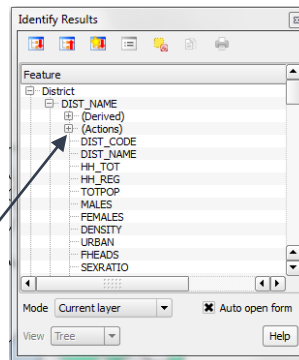 Identify Results
Feature
District
DIST_NAME
(Derived)
(Actions)
DIST_CODE
DIST_NAME
HH_TOT
HH_REG
TOTPOP
MALES
FEMALES
DENSITY
URBAN
FHEADS
SEXRATIO
Mode Current layer Auto open form
View Tree Help